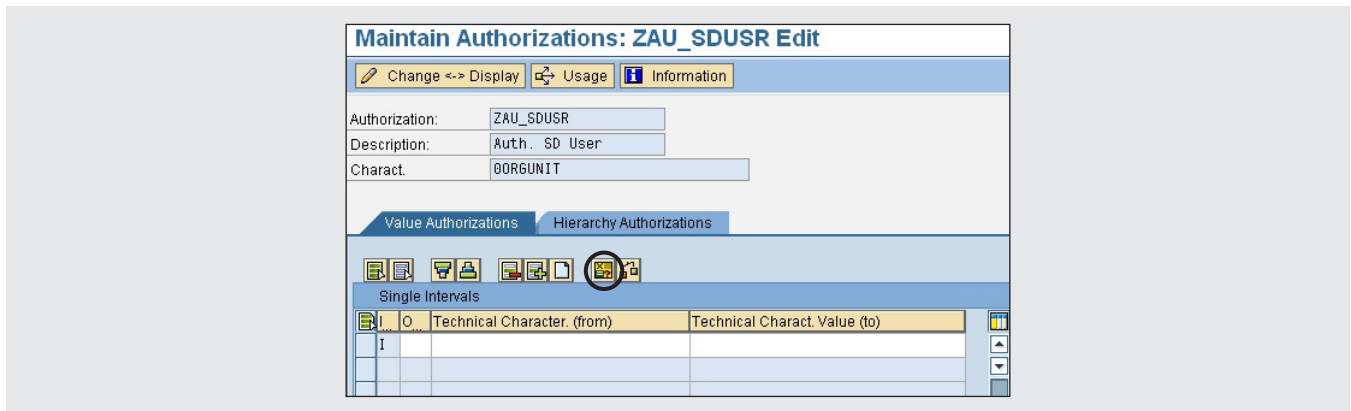 Maintain Authorizations: ZAU_SDUSR Edit
Change <-> Display Usage Information
Authorization: ZAU_SDUSR
Description: Auth. SD User
Charact. 0ORGUNIT
Value Authorizations Hierarchy Authorizations
Single Intervals
I... O... Technical Character. (from) Technical Charact. Value (to)
I